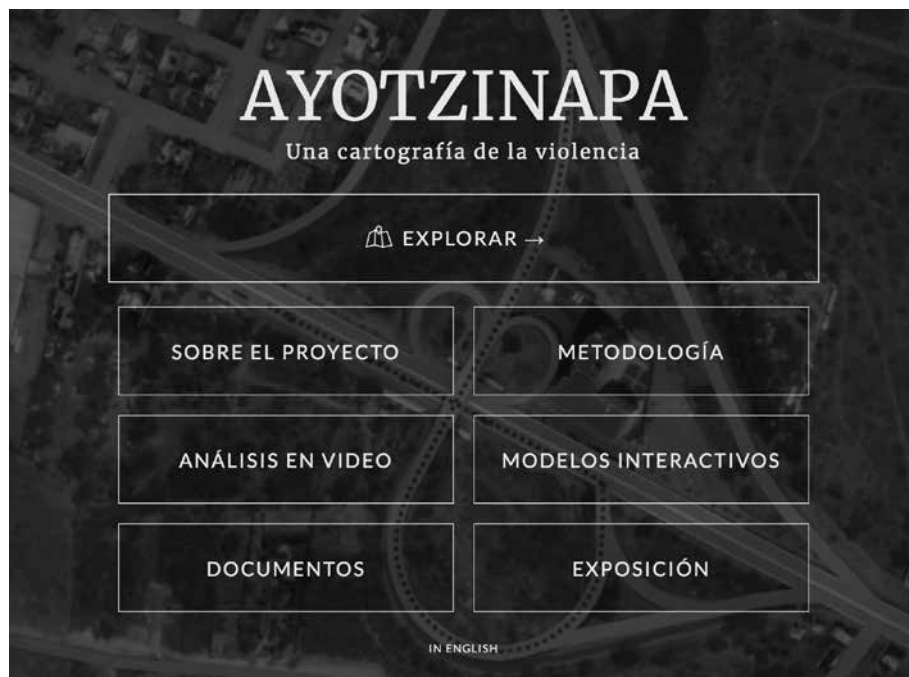 AYOTZINAPA
Una cartografía de la violencia
EXPLORAR →
SOBRE EL PROYECTO
METODOLOGÍA
ANÁLISIS EN VIDEO
MODELOS INTERACTIVOS
DOCUMENTOS
EXPOSICIÓN
IN ENGLISH